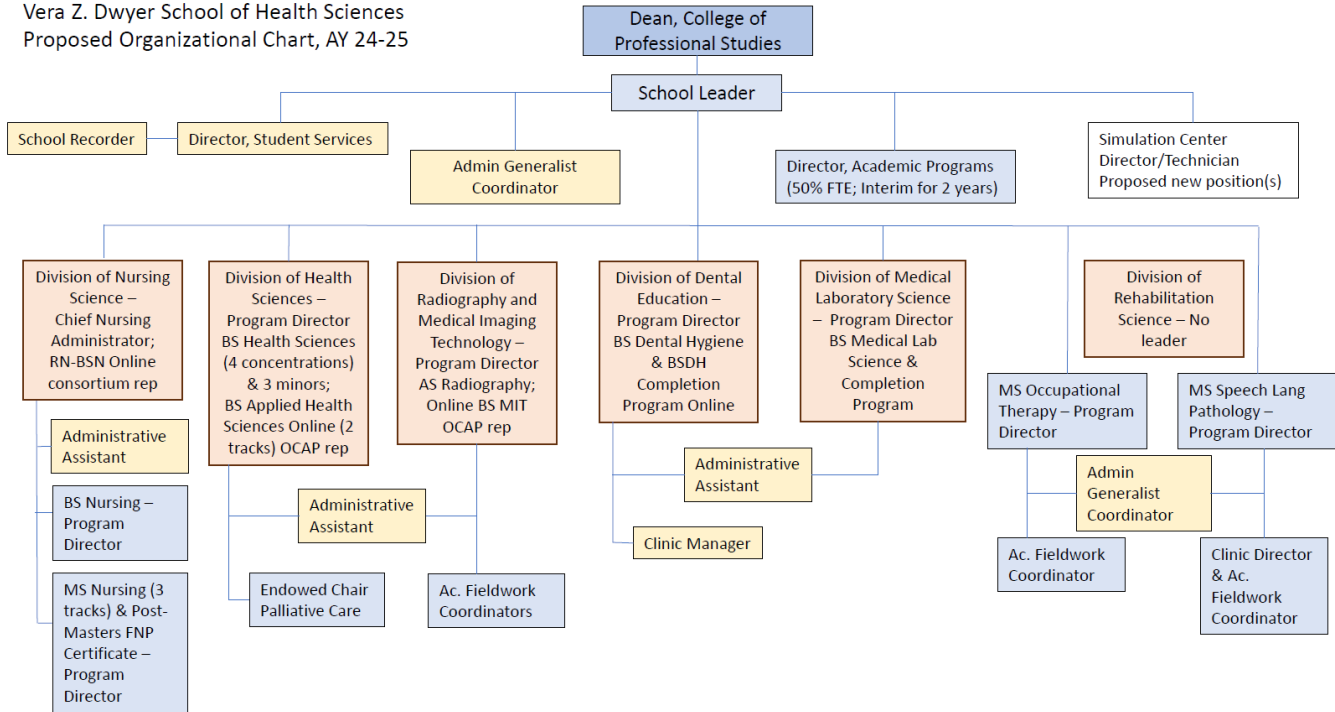 Vera Z. Dwyer School of Health Sciences
Proposed Organizational Chart, AY 24-25
Dean, College of
Professional Studies
School Leader
School Recorder
Director, Student Services
Admin Generalist
Coordinator
Director, Academic Programs
(50% FTE; Interim for 2 years)
Simulation Center
Director/Technician
Proposed new position(s)
Division of Nursing
Science –
Chief Nursing
Administrator;
RN-BSN Online
consortium rep
Division of Health
Sciences –
Program Director
BS Health Sciences
(4 concentrations)
& 3 minors;
BS Applied Health
Sciences Online (2
tracks) OCAP rep
Division of
Radiography and
Medical Imaging
Technology –
Program Director
AS Radiography;
Online BS MIT
OCAP rep
Division of Dental
Education –
Program Director
BS Dental Hygiene
& BSDH
Completion
Program Online
Division of Medical
Laboratory Science
– Program Director
BS Medical Lab
Science &
Completion
Program
Division of
Rehabilitation
Science – No
leader
MS Occupational
Therapy – Program
Director
MS Speech Lang
Pathology –
Program Director
Administrative
Assistant
BS Nursing –
Program
Director
MS Nursing (3
tracks) & Post-
Masters FNP
Certificate –
Program
Director
Administrative
Assistant
Endowed Chair
Palliative Care
Ac. Fieldwork
Coordinators
Administrative
Assistant
Clinic Manager
Admin
Generalist
Coordinator
Ac. Fieldwork
Coordinator
Clinic Director
& Ac.
Fieldwork
Coordinator